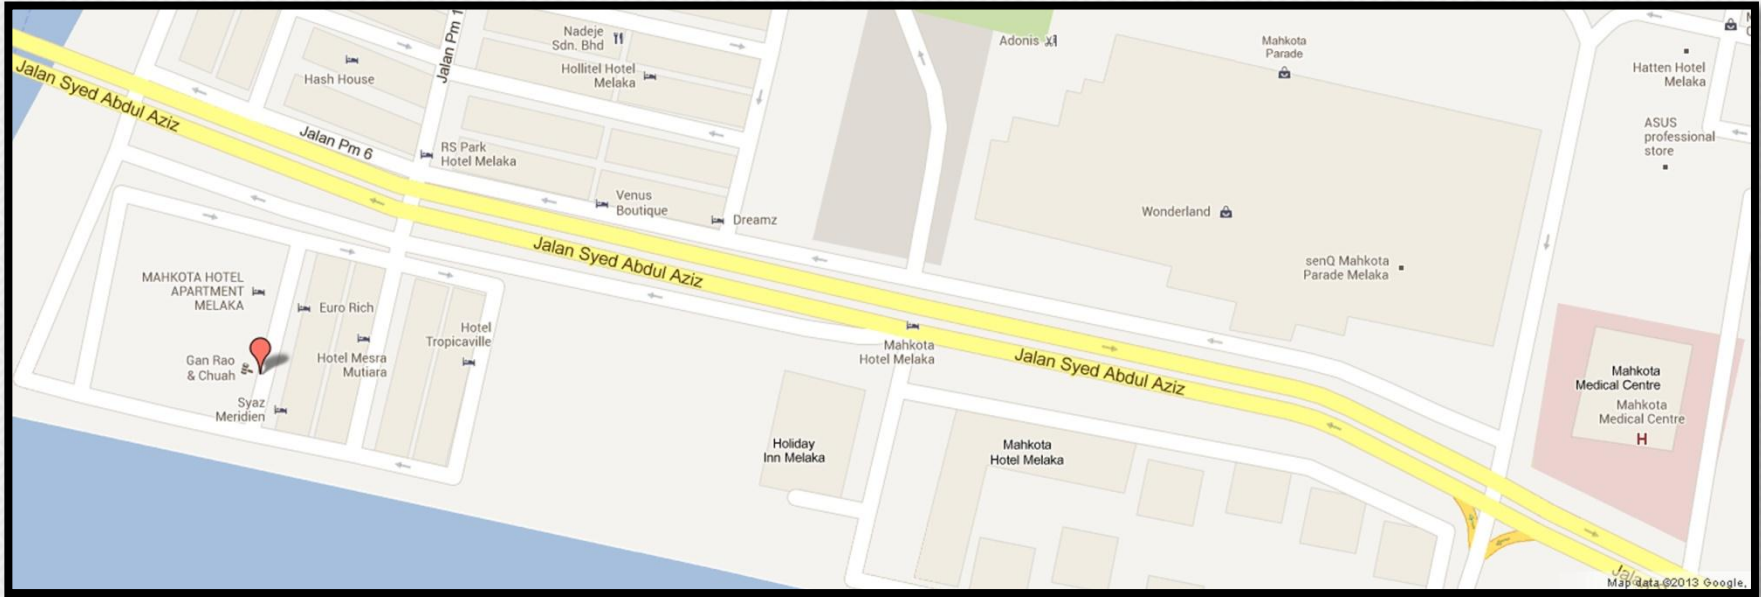 Nadeje
Sdn. Bhd
Hollitel Hotel
Melaka
Hash House
Jalan Pm 1
Adonis
Mahkota
Parade
Hatten Hotel
Melaka
ASUS
professional
store
Jalan Syed Abdul Aziz
Jalan Pm 6
RS Park
Hotel Melaka
Venus
Boutique
Dreamz
Wonderland
senQ Mahkota
Parade Melaka
Jalan Syed Abdul Aziz
MAHKOTA HOTEL
APARTMENT
MELAKA
Euro Rich
Hotel
Tropicaville
Hotel Mesra
Mutiara
Gan Rao
& Chuah
Syaz
Meridien
Mahkota
Hotel Melaka
Jalan Syed Abdul Aziz
Mahkota
Medical Centre
Mahkota
Medical Centre
H
Holiday
Inn Melaka
Mahkota
Hotel Melaka
Map data ©2013 Google,